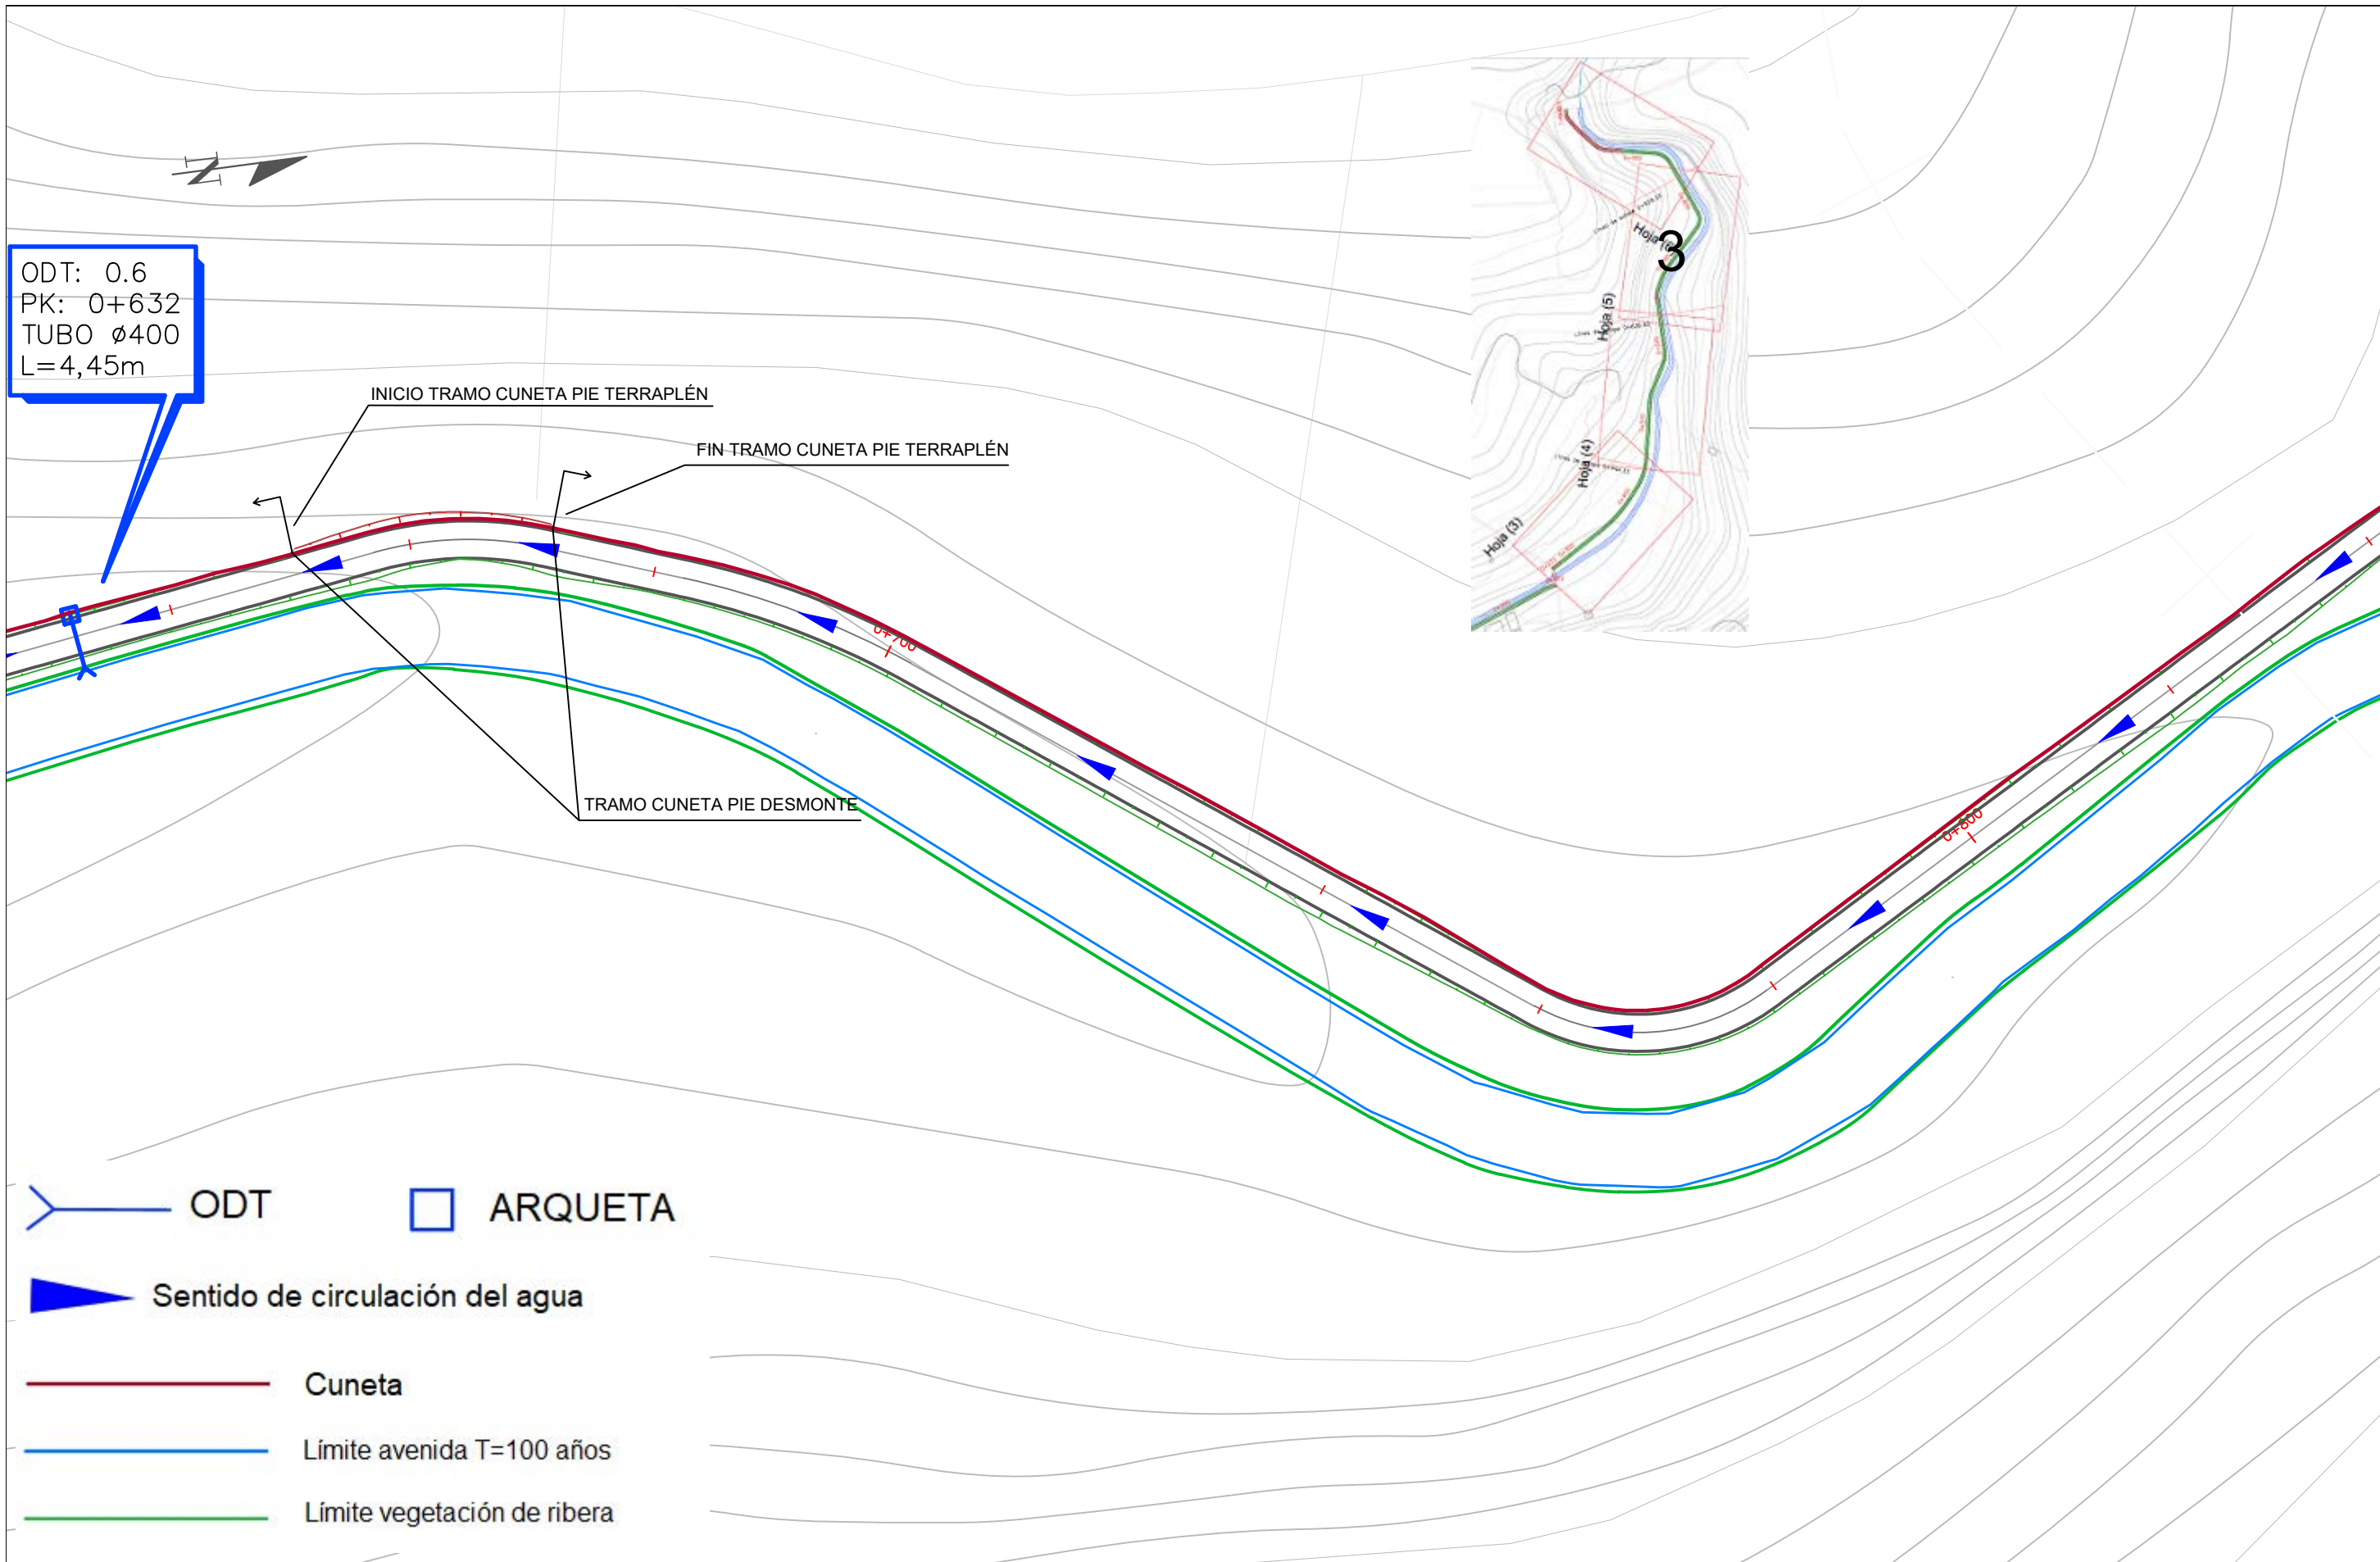 N
ODT: 0.6
PK: 0+632
TUBO ø400
L=4,45m
INICIO TRAMO CUNETA PIE TERRAPLÉN
FIN TRAMO CUNETA PIE TERRAPLÉN
3
Hoja (5)
Hoja (4)
Hoja (3)
0+700
TRAMO CUNETA PIE DESMONTE
0+800
ODT
ARQUETA
Sentido de circulación del agua
Cuneta
Límite avenida T=100 años
Límite vegetación de ribera